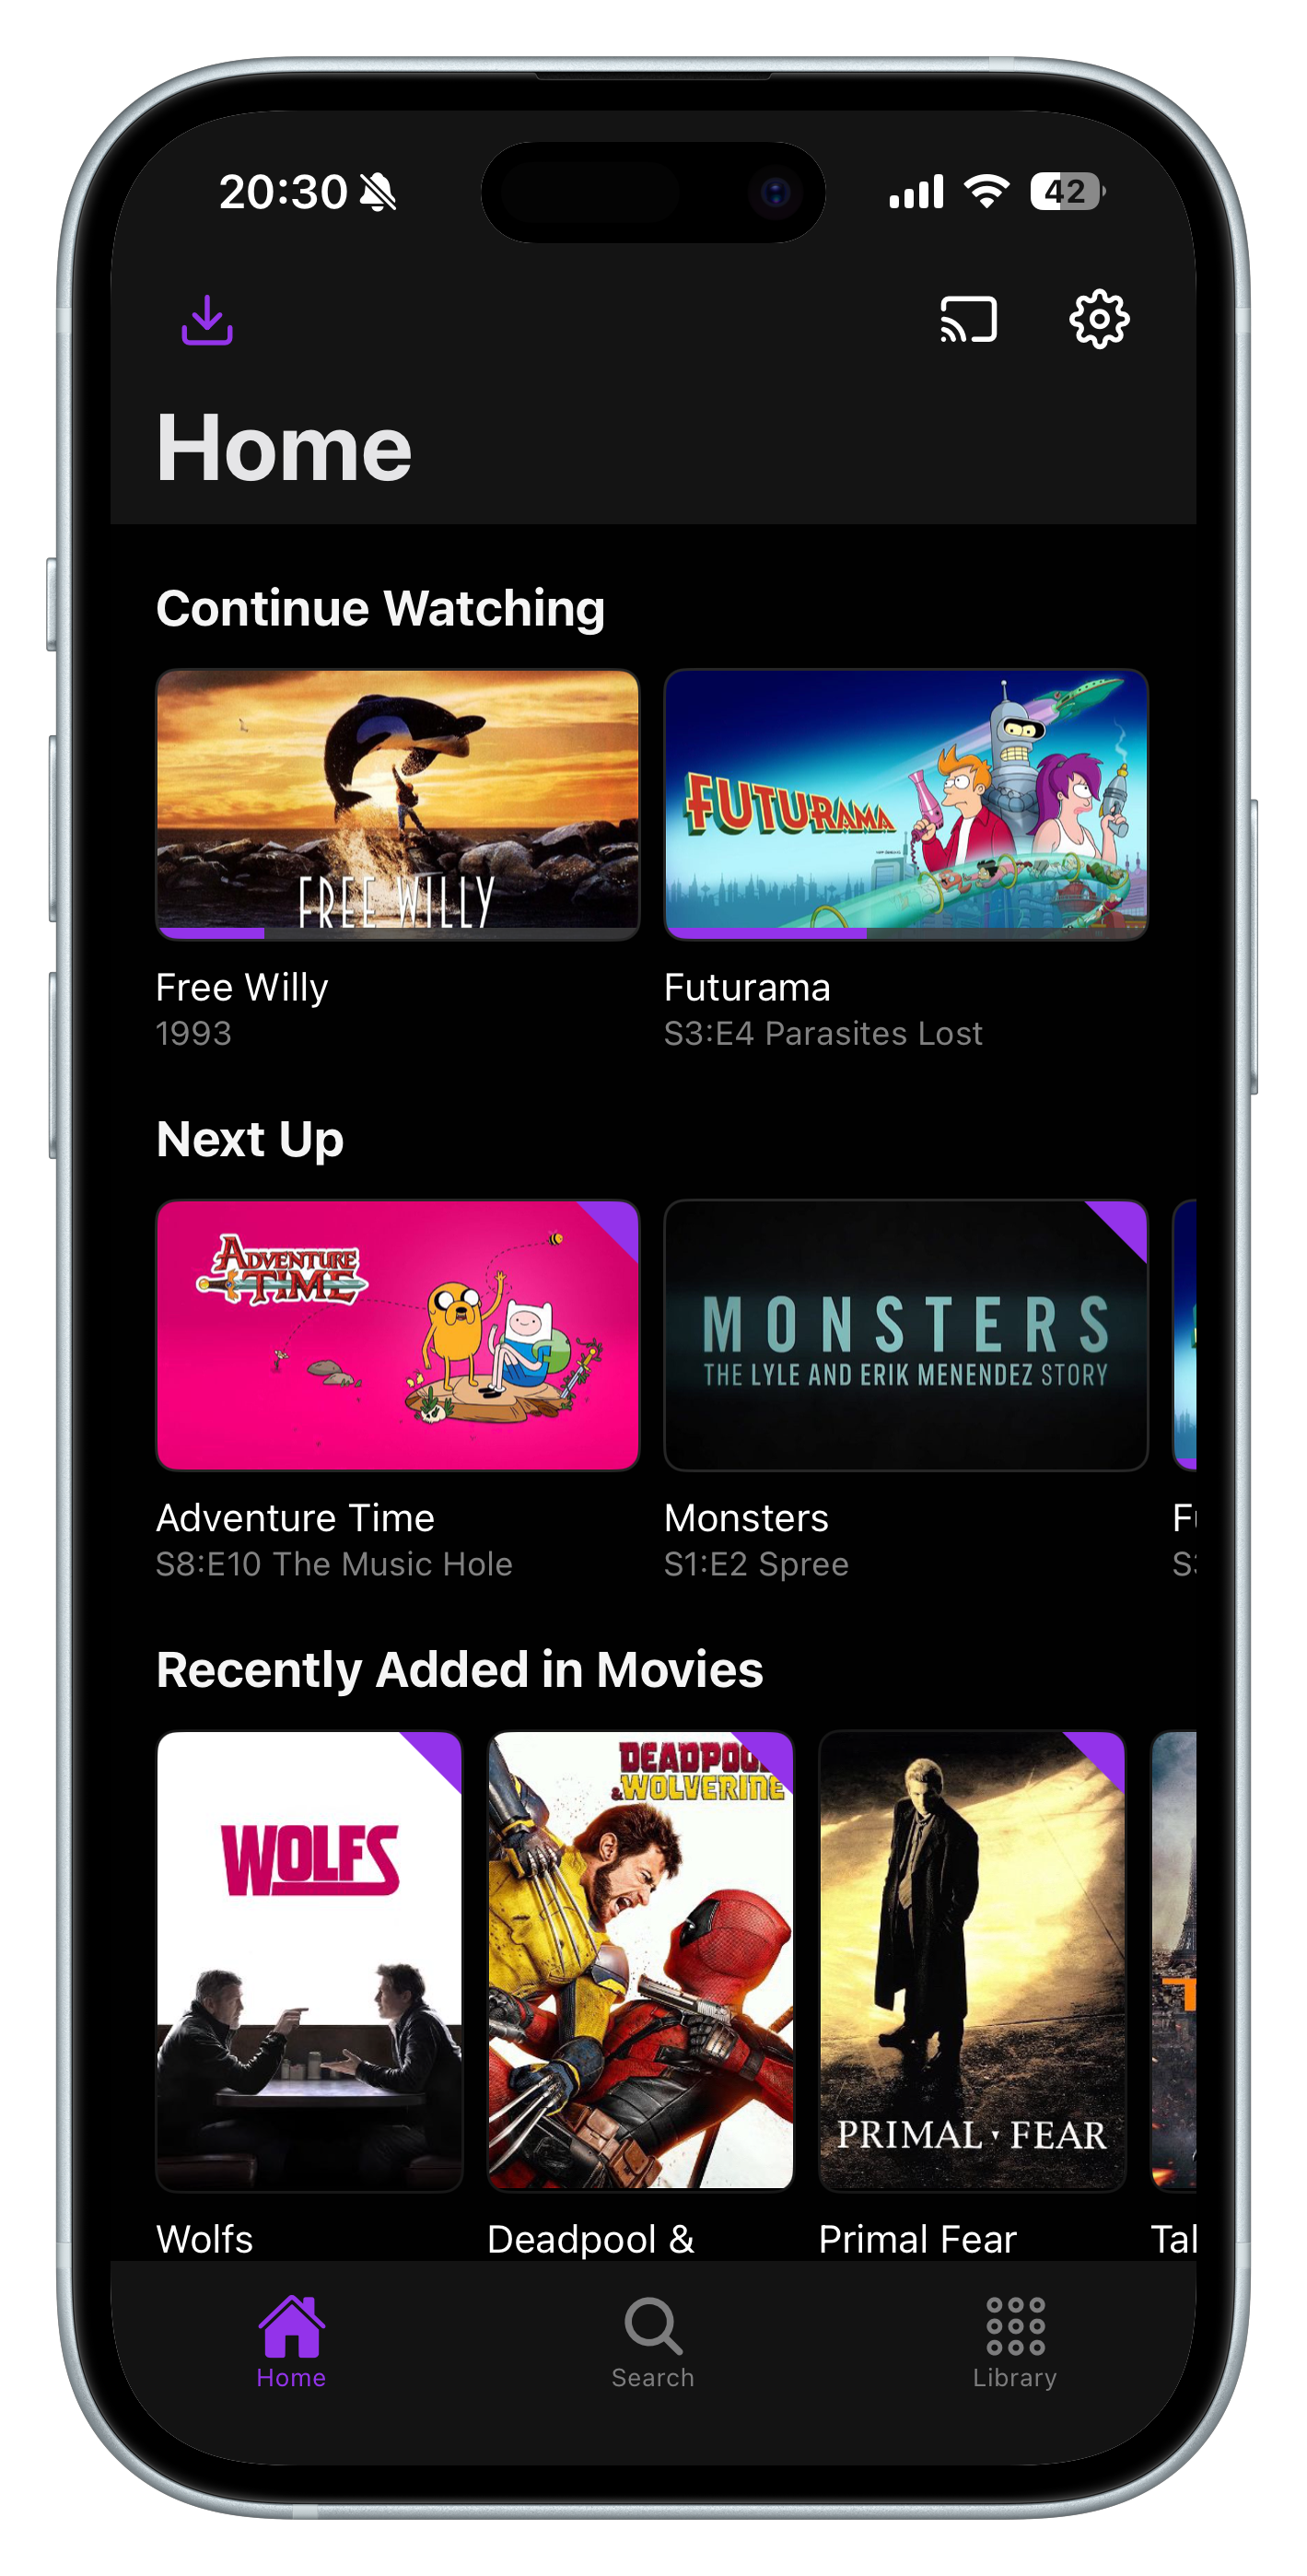 20:30
42
Home
Continue Watching
FREE WILLY
FUTURAMA
Free Willy
Futurama
1993
S3:E4 Parasites Lost
Next Up
ADVENTURE
TIME
MONSTERS
THE LYLE AND ERIK MENENDEZ STORY
Adventure Time
Monsters
S8:E10 The Music Hole
S1:E2 Spree
Recently Added in Movies
WOLFS
&WOLVERINE
PRIMAL · FEAR
Wolfs
Deadpool &
Primal Fear
Home
Search
Library